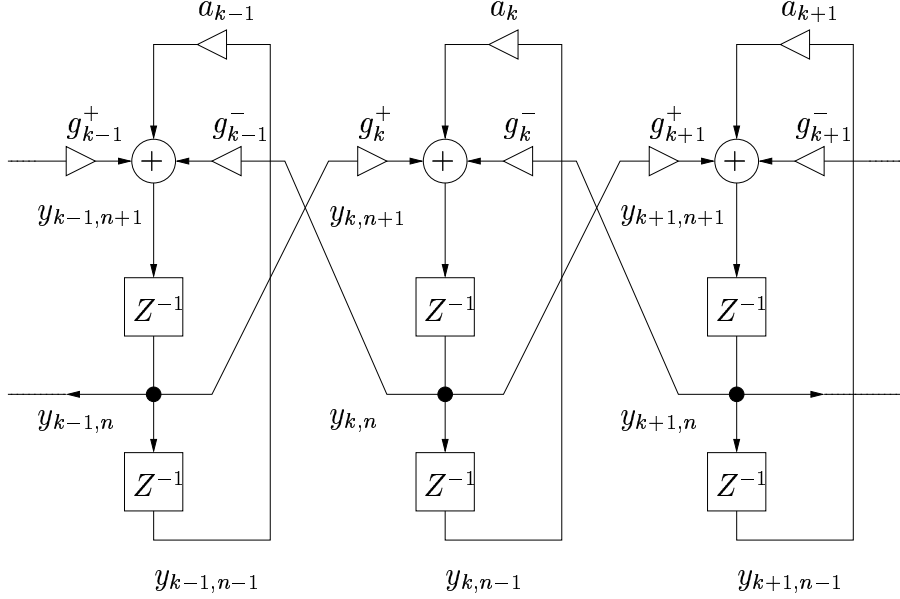 a_{k-1} a_k a_{k+1}
g^+_{k-1} g^-_{k-1} g^+_k g^-_k g^+_{k+1} g^-_{k+1}
+ + +
y_{k-1,n+1} y_{k,n+1} y_{k+1,n+1}
Z^{-1} Z^{-1} Z^{-1}
y_{k-1,n} y_{k,n} y_{k+1,n}
Z^{-1} Z^{-1} Z^{-1}
y_{k-1,n-1} y_{k,n-1} y_{k+1,n-1}